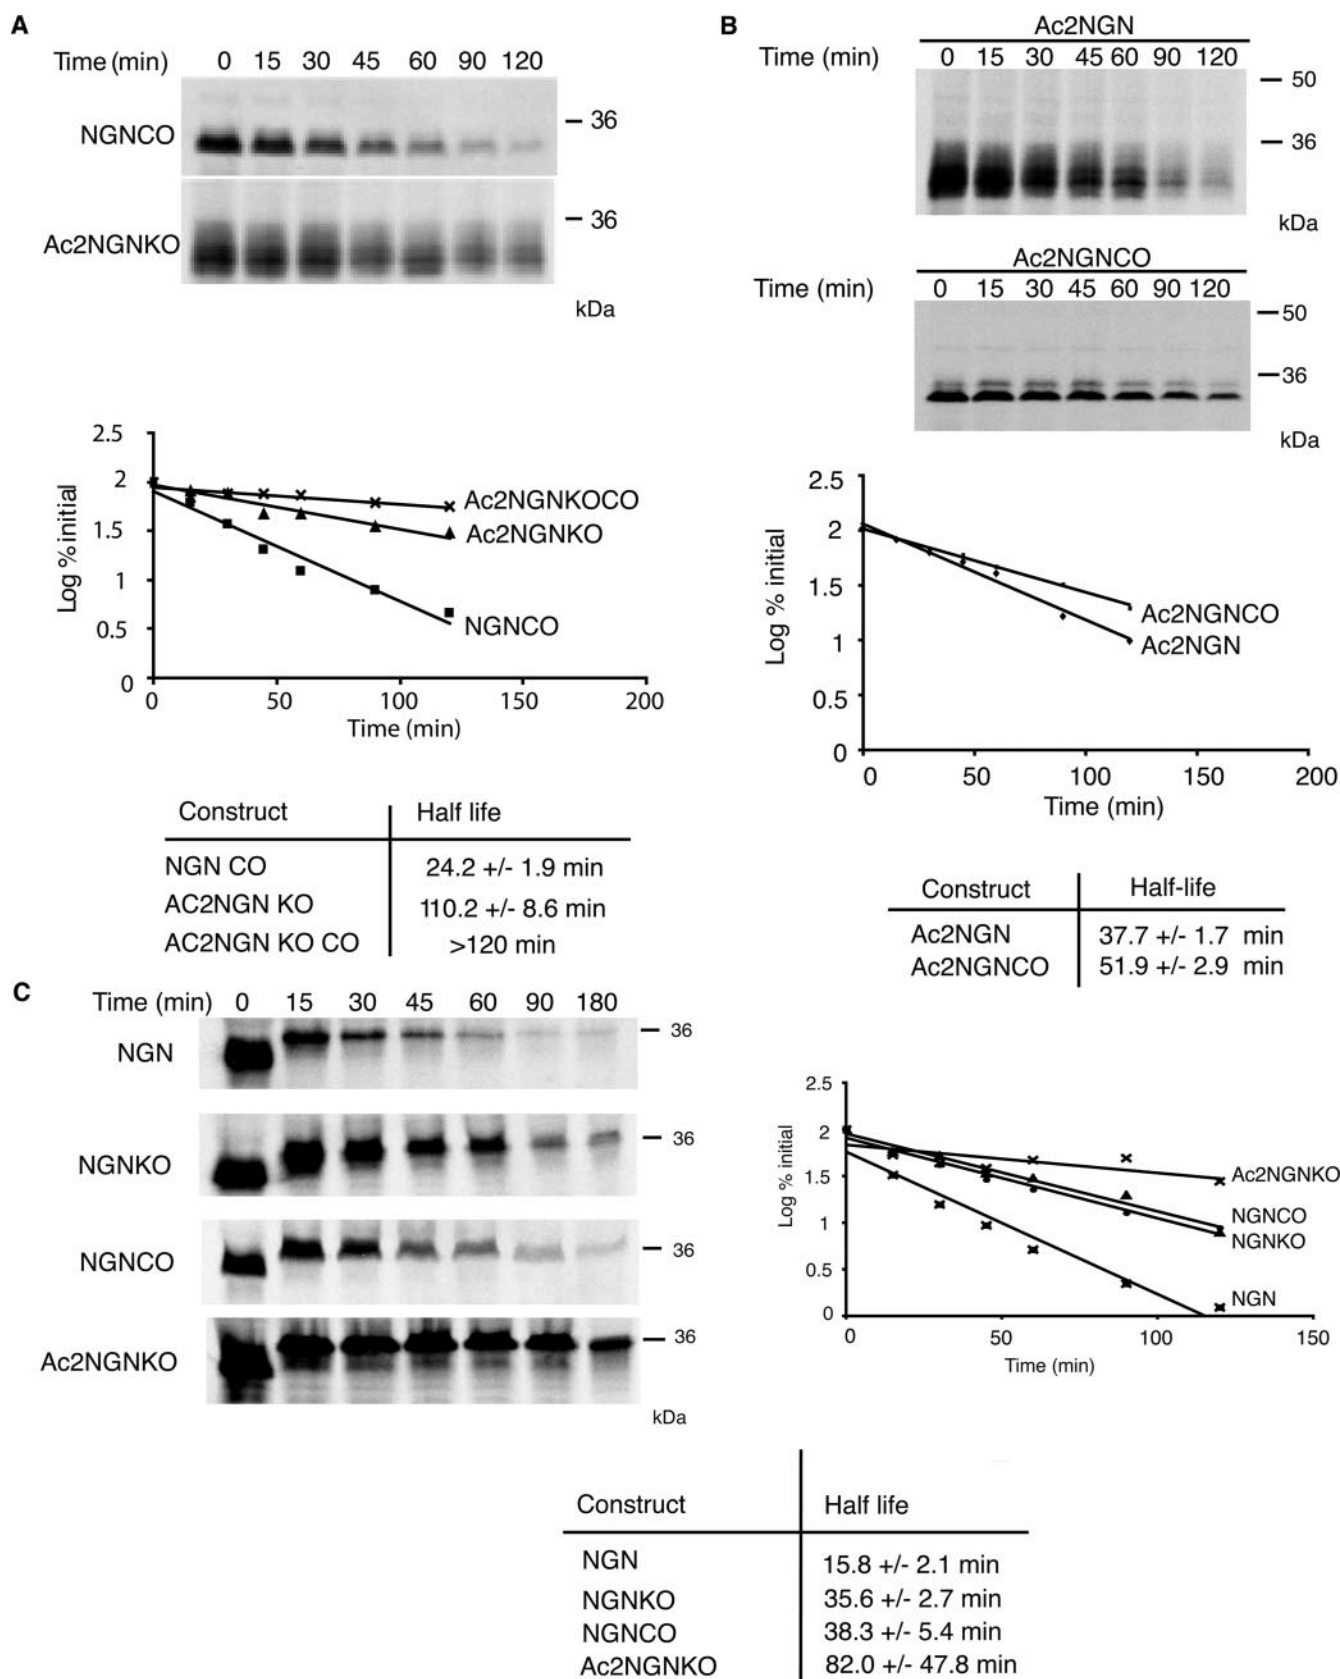 A
Time (min) 0 15 30 45 60 90 120
NGNCO
36
Ac2NGNKO
36
kDa
2.5
2
1.5
1
0.5
0
Log % initial
Ac2NGNKOCO
Ac2NGNKO
NGNCO
0 50 100 150 200
Time (min)
Construct Half life
NGN CO 24.2 +/- 1.9 min
AC2NGN KO 110.2 +/- 8.6 min
AC2NGN KO CO >120 min
B
Ac2NGN
Time (min) 0 15 30 45 60 90 120
50
36
kDa
Ac2NGNCO
Time (min) 0 15 30 45 60 90 120
50
36
kDa
2.5
2
1.5
1
0.5
0
Log % initial
Ac2NGNCO
Ac2NGN
0 50 100 150 200
Time (min)
Construct Half-life
Ac2NGN 37.7 +/- 1.7 min
Ac2NGNCO 51.9 +/- 2.9 min
C
Time (min) 0 15 30 45 60 90 180
NGN
36
NGNKO
36
NGNCO
36
Ac2NGNKO
36
kDa
2.5
2
1.5
1
0.5
0
Log % initial
Ac2NGNKO
NGNCO
NGNKO
NGN
0 50 100 150
Time (min)
Construct Half life
NGN 15.8 +/- 2.1 min
NGNKO 35.6 +/- 2.7 min
NGNCO 38.3 +/- 5.4 min
Ac2NGNKO 82.0 +/- 47.8 min